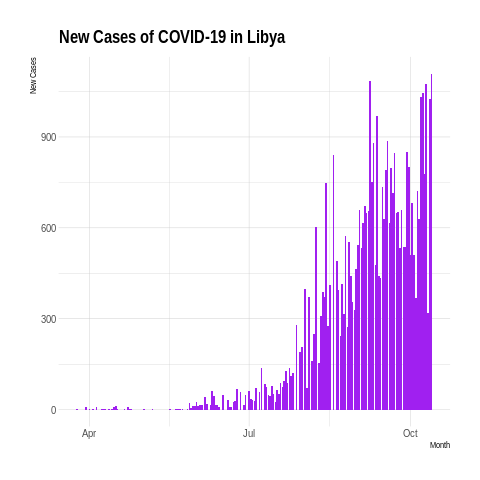 New Cases of COVID-19 in Libya
New Cases
900
600
300
0
Apr
Jul
Oct
Month